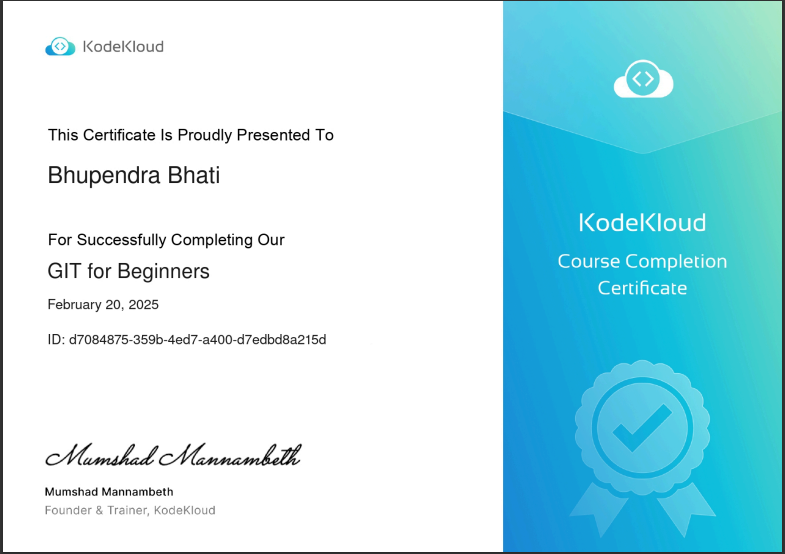 KodeKloud
This Certificate Is Proudly Presented To
Bhupendra Bhati
For Successfully Completing Our
GIT for Beginners
February 20, 2025
ID: d7084875-359b-4ed7-a400-d7edbd8a215d
Mumshad Mannambeth
Mumshad Mannambeth
Founder & Trainer, KodeKloud
KodeKloud
Course Completion
Certificate